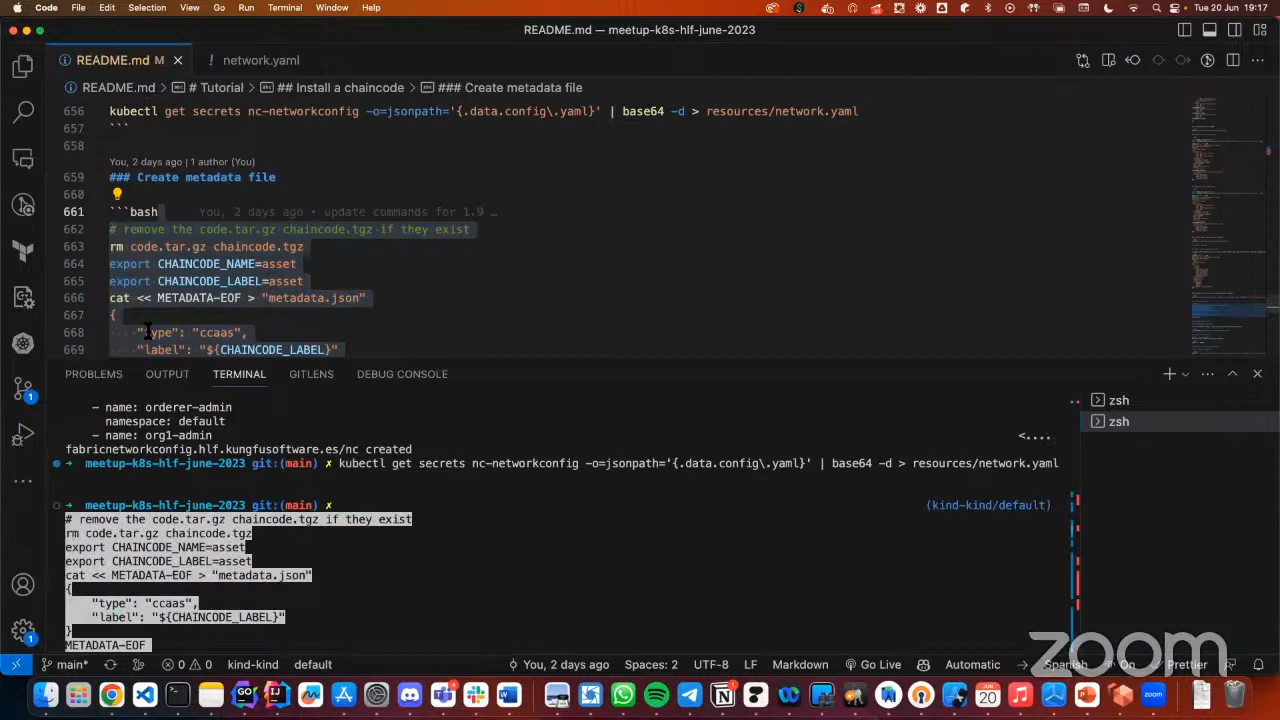 Code File Edit Selection View Go Run Terminal Window Help Tue 20 Jun 19:17
README.md — meetup-k8s-hlf-june-2023
README.md M network.yaml
README.md > # Tutorial > ## Install a chaincode > ### Create metadata file
656 kubectl get secrets nc-networkconfig -o=jsonpath='{.data.config\.yaml}' | base64 -d > resources/network.yaml
657 ```
658
You, 2 days ago | 1 author (You)
659 ### Create metadata file
660
661 ```bash You, 2 days ago • update commands for 1.9 …
662 # remove the code.tar.gz chaincode.tgz if they exist
663 rm code.tar.gz chaincode.tgz
664 export CHAINCODE_NAME=asset
665 export CHAINCODE_LABEL=asset
666 cat << METADATA-EOF > "metadata.json"
667 {
668 "type": "ccaas",
669 "label": "${CHAINCODE_LABEL}"
PROBLEMS OUTPUT TERMINAL GITLENS DEBUG CONSOLE
- name: orderer-admin
namespace: default
- name: org1-admin
<....
fabricnetworkconfig.hlf.kungfusoftware.es/nc created
➜ meetup-k8s-hlf-june-2023 git:(main) ✗ kubectl get secrets nc-networkconfig -o=jsonpath='{.data.config\.yaml}' | base64 -d > resources/network.yaml
➜ meetup-k8s-hlf-june-2023 git:(main) ✗ (kind-kind/default)
# remove the code.tar.gz chaincode.tgz if they exist
rm code.tar.gz chaincode.tgz
export CHAINCODE_NAME=asset
export CHAINCODE_LABEL=asset
cat << METADATA-EOF > "metadata.json"
{
"type": "ccaas",
"label": "${CHAINCODE_LABEL}"
}
METADATA-EOF
zsh
zsh
main* 0 0 kind-kind default You, 2 days ago Spaces: 2 UTF-8 LF Markdown Go Live Automatic → Spanish On Prettier
zoom